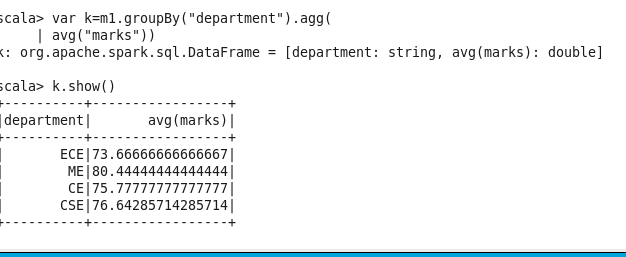 scala> var k=m1.groupBy("department").agg(
     | avg("marks"))
k: org.apache.spark.sql.DataFrame = [department: string, avg(marks): double]

scala> k.show()
+----------+-----------------+
|department|       avg(marks)|
+----------+-----------------+
|       ECE|73.66666666666667|
|        ME|80.44444444444444|
|        CE|75.77777777777777|
|       CSE|76.64285714285714|
+----------+-----------------+